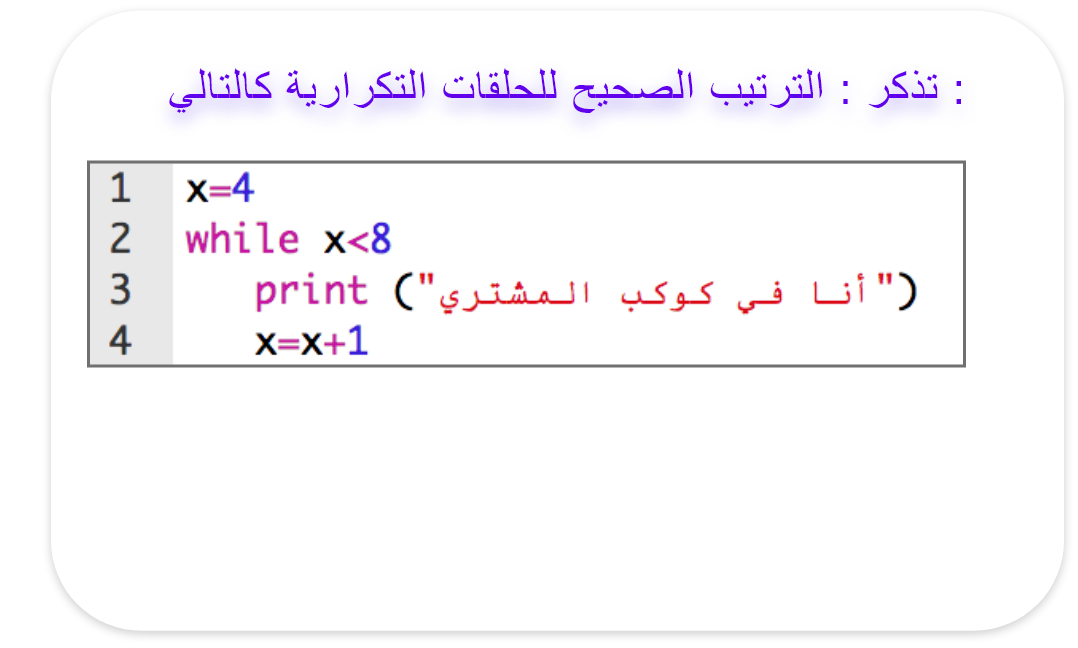 : تذكر : الترتيب الصحيح للحلقات التكرارية كالتالي
1 x=4
2 while x<8
3 print ("أنا في كوكب المشتري")
4 x=x+1